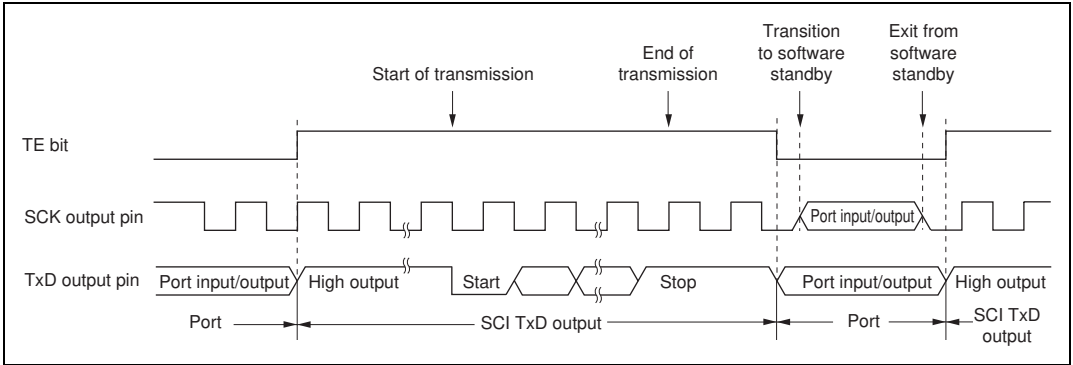 Transition
to software
standby
Exit from
software
standby
End of
transmission
Start of transmission
TE bit
SCK output pin
Port input/output
TxD output pin
Port input/output
High output
Start
Stop
Port input/output
High output
Port
SCI TxD output
Port
SCI TxD
output